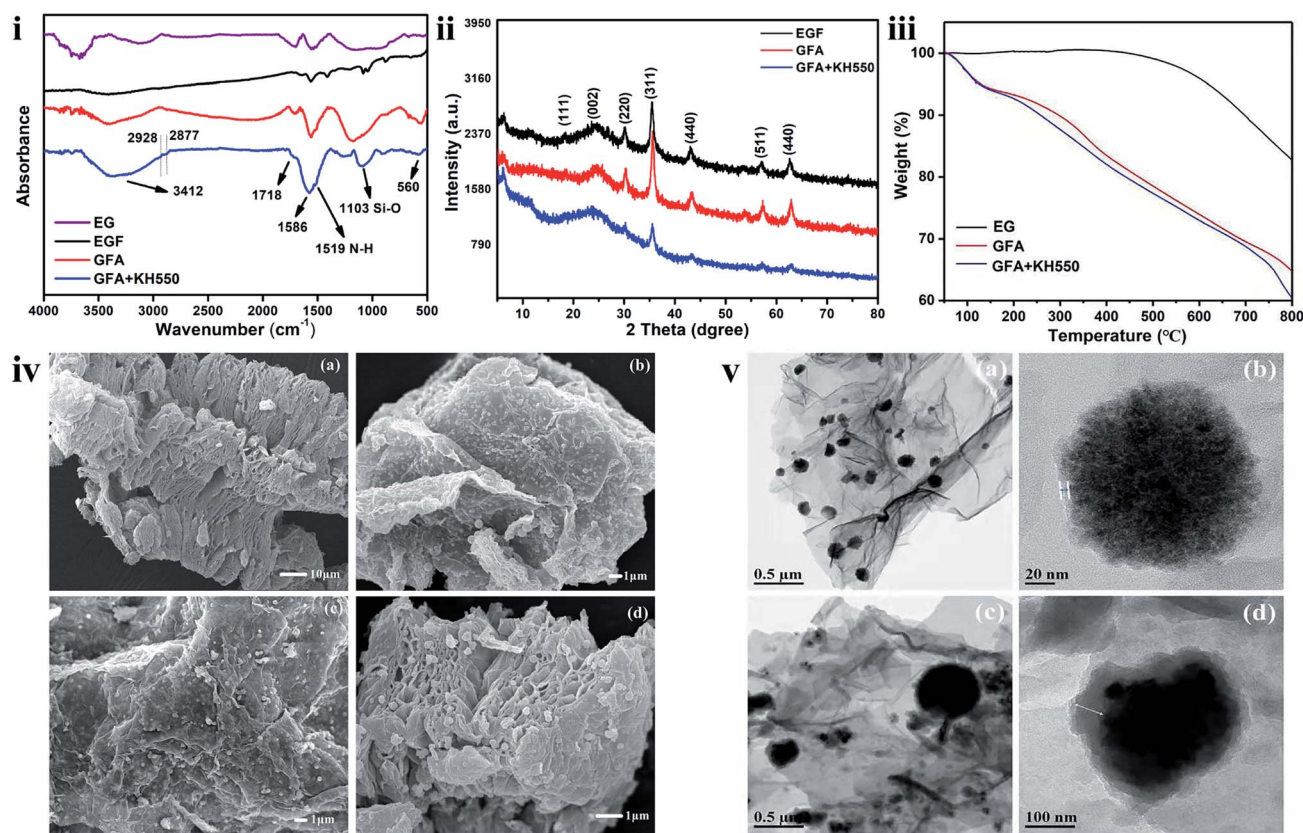 i
Absorbance
2928
2877
3412
1718
1586
1519 N-H
1103 Si-O
560
EG
EGF
GFA
GFA+KH550
4000 3500 3000 2500 2000 1500 1000 500
Wavenumber (cm-1)
ii
Intensity (a.u.)
3950
3160
2370
1580
790
EGF
GFA
GFA+KH550
(111)
(002)
(220)
(311)
(440)
(511)
(440)
10 20 30 40 50 60 70 80
2 Theta (dgree)
iii
Weight (%)
100
90
80
70
60
EG
GFA
GFA+KH550
100 200 300 400 500 600 700 800
Temperature (°C)
iv
(a)
10μm
(b)
1μm
(c)
1μm
(d)
1μm
v
(a)
0.5 μm
(b)
20 nm
(c)
0.5 μm
(d)
100 nm